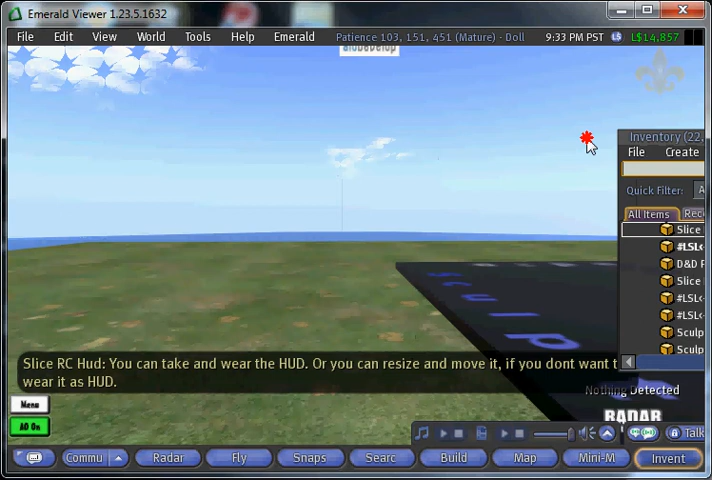 Emerald Viewer 1.23.5.1632
File Edit View World Tools Help Emerald Patience 103, 151, 451 (Mature) - Doll 9:33 PM PST L$ L$14,857
Inventory (22,
File Create
Quick Filter: A
All Items Rec
Slice
#LSL<
D&D F
Slice
#LSL<
#LSL<
Sculp
Sculp
Sculp
Slice RC Hud: You can take and wear the HUD. Or you can resize and move it, if you dont want t
wear it as HUD.
Nothing Detected
Menu
RADAR
AO On
Talk
Commu Radar Fly Snaps Searc Build Map Mini-M Invent